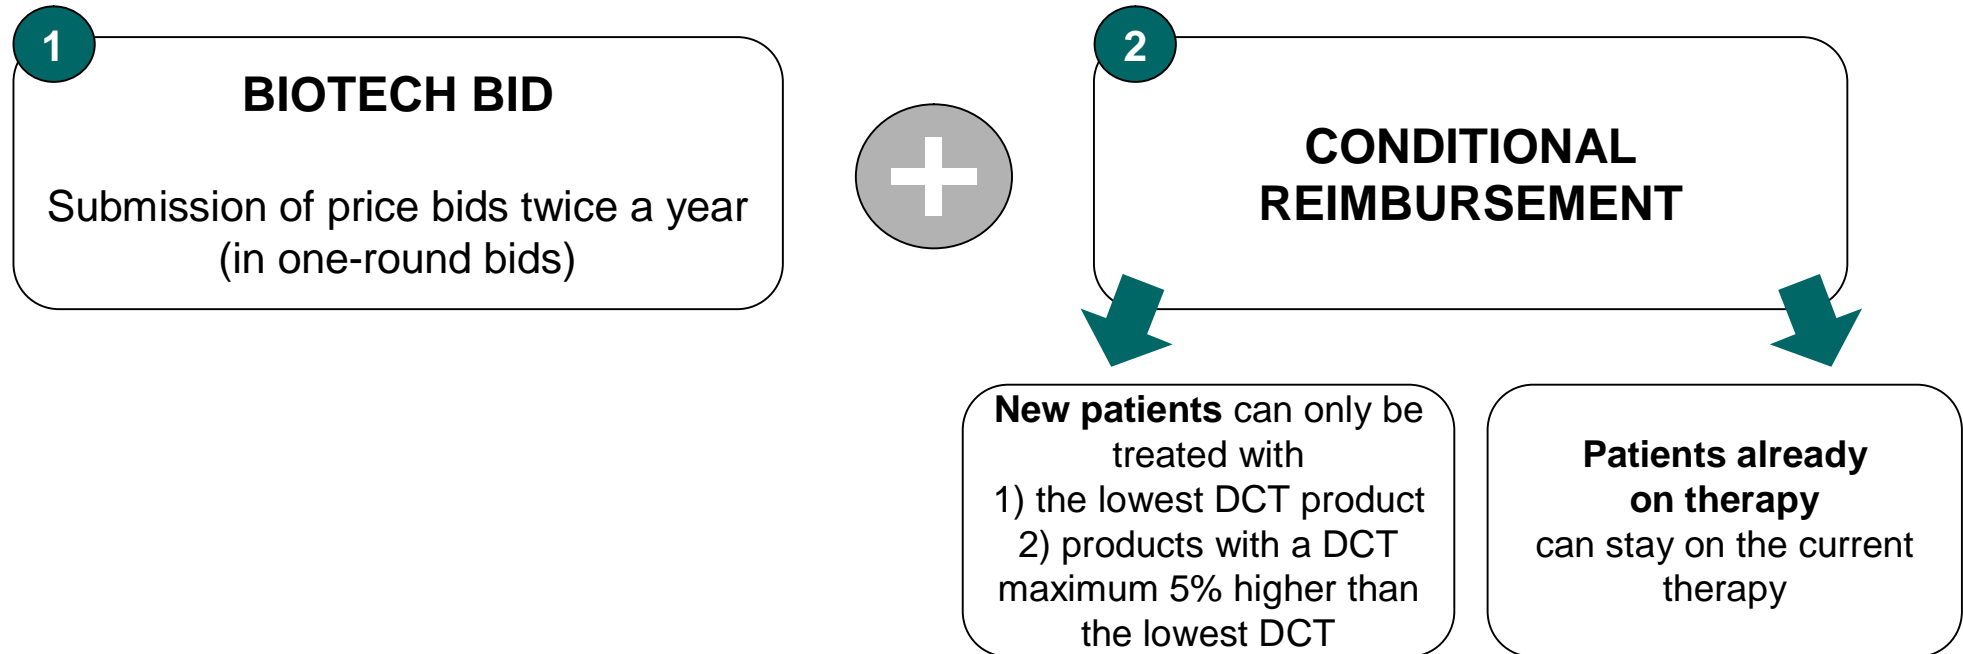 1
BIOTECH BID
Submission of price bids twice a year
(in one-round bids)
2
CONDITIONAL
REIMBURSEMENT
New patients can only be
treated with
1) the lowest DCT product
2) products with a DCT
maximum 5% higher than
the lowest DCT
Patients already
on therapy
can stay on the current
therapy